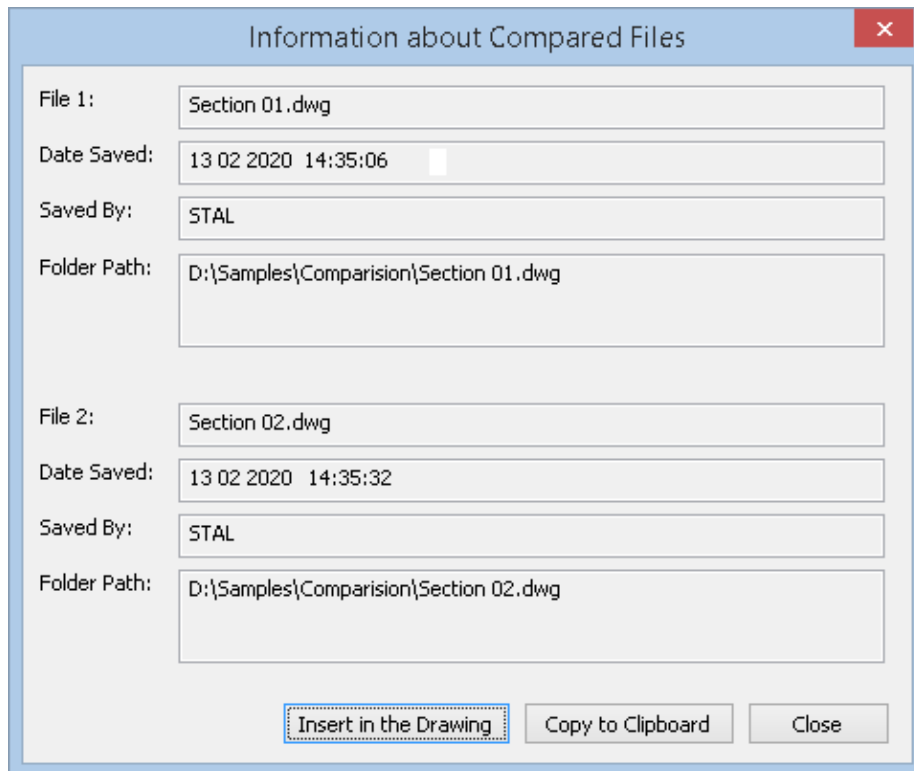 Information about Compared Files
File 1: Section 01.dwg
Date Saved: 13 02 2020 14:35:06
Saved By: STAL
Folder Path: D:\Samples\Comparision\Section 01.dwg
File 2: Section 02.dwg
Date Saved: 13 02 2020 14:35:32
Saved By: STAL
Folder Path: D:\Samples\Comparision\Section 02.dwg
Insert in the Drawing Copy to Clipboard Close